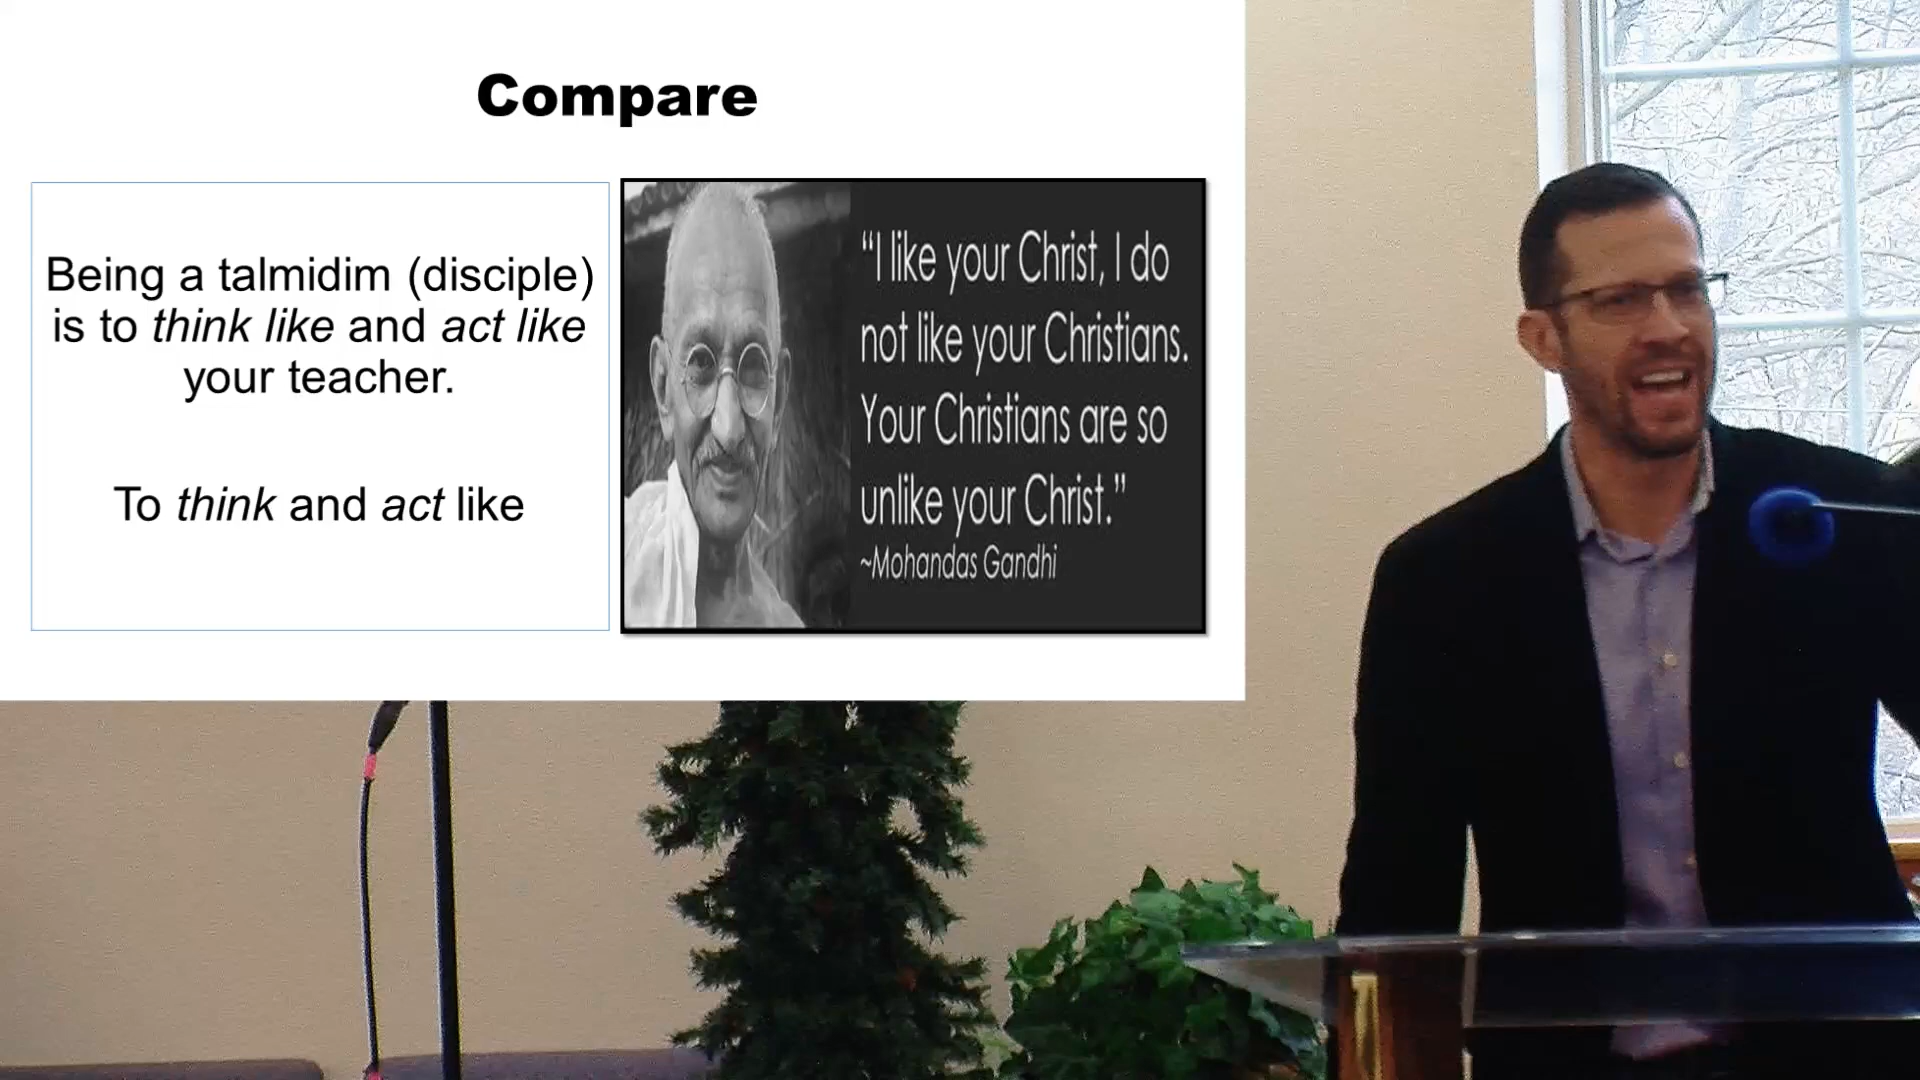 Compare
Being a talmidim (disciple)
is to think like and act like
your teacher.
To think and act like
“I like your Christ, I do
not like your Christians.
Your Christians are so
unlike your Christ.”
~Mohandas Gandhi